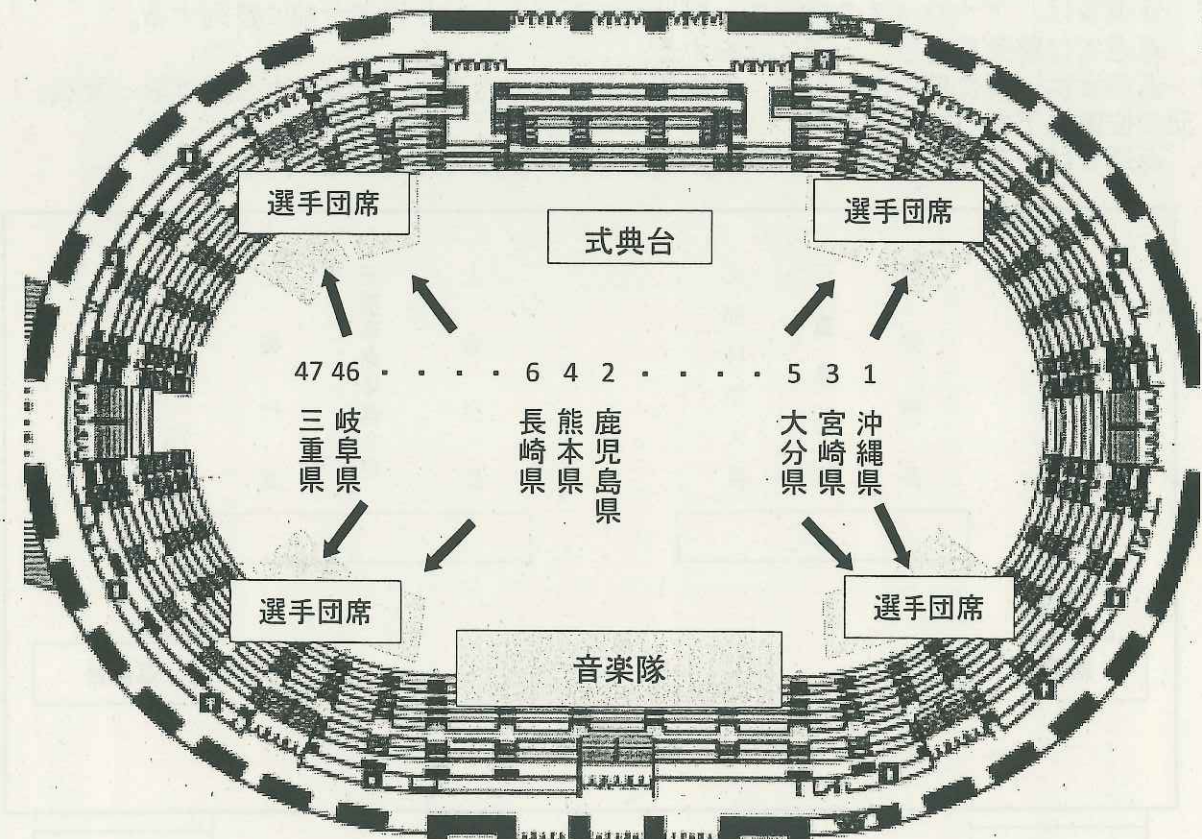 選手団席
選手団席
式典台
47 46 ・ ・ ・ ・ 6 4 2 ・ ・ ・ ・ 5 3 1
三重県
岐阜県
長崎県
熊本県
鹿児島県
大分県
宮崎県
沖縄県
選手団席
選手団席
音楽隊